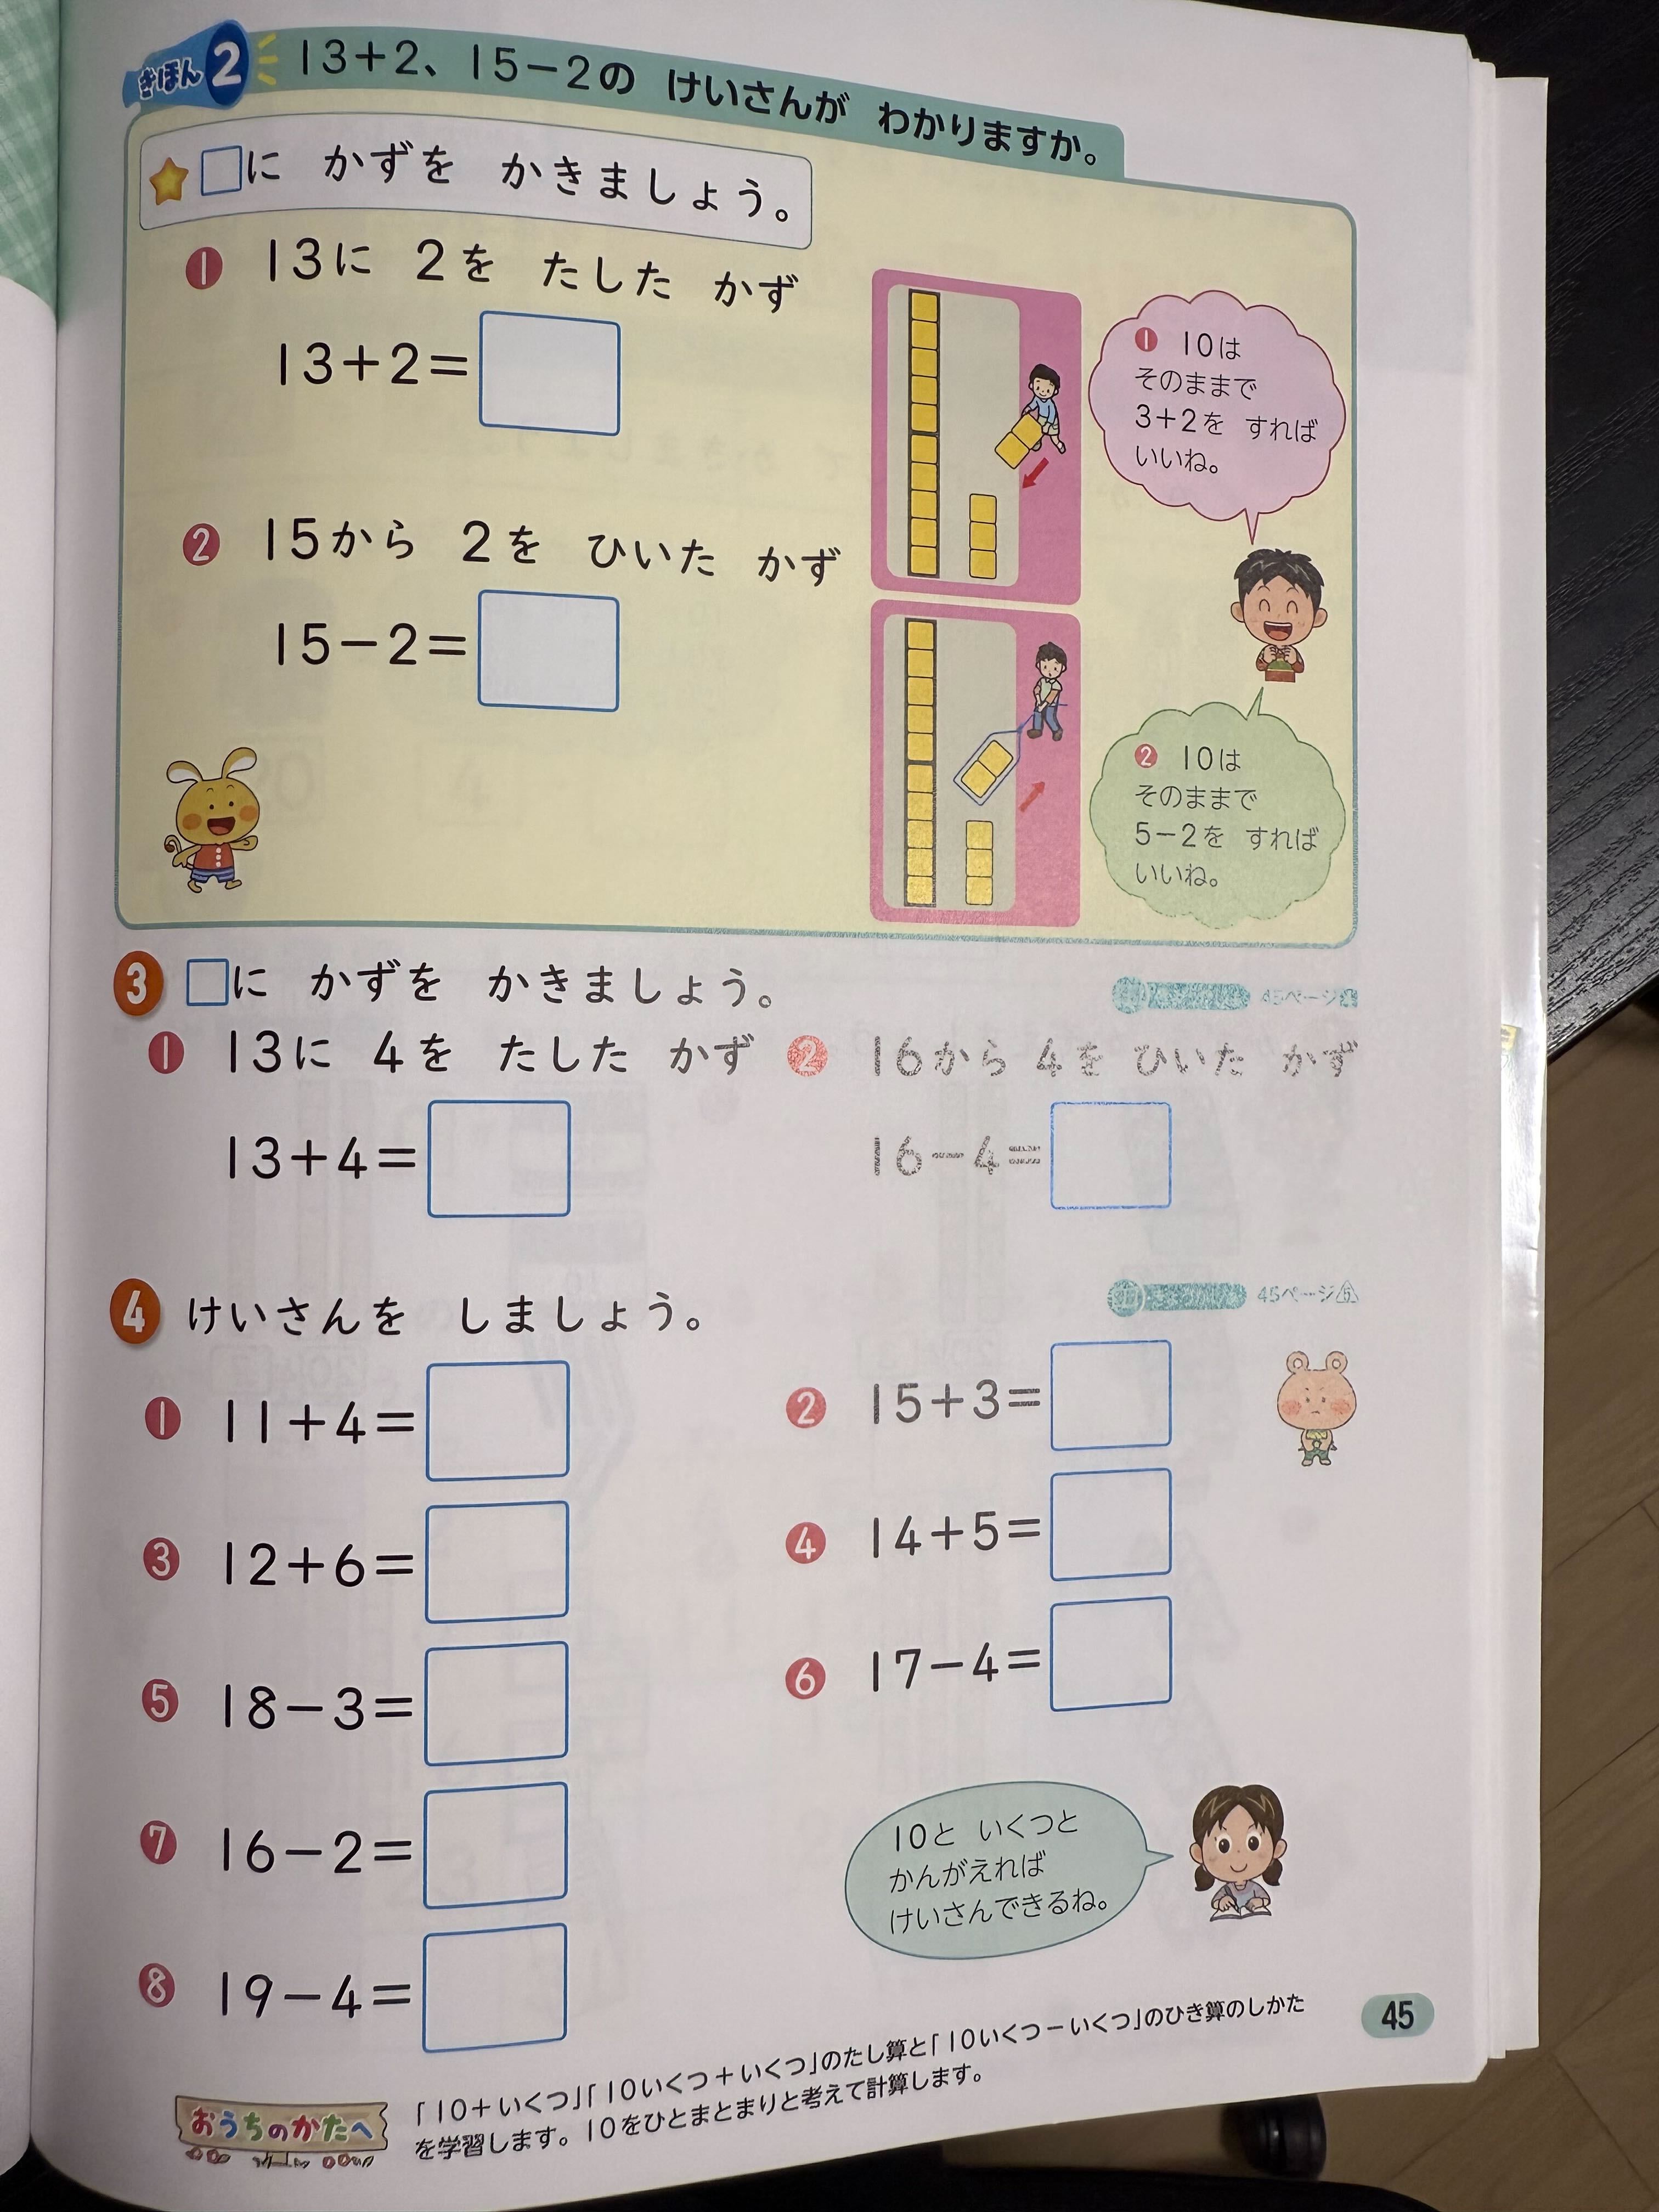 きほん 2 13+2、15-2の けいさんが わかりますか。
□に かずを かきましょう。
❶ 13に 2を たした かず
13+2=□
❶ 10は
そのままで
3+2を すれば
いいね。
❷ 15から 2を ひいた かず
15-2=□
❷ 10は
そのままで
5-2を すれば
いいね。
3 □に かずを かきましょう。
45ページ
❶ 13に 4を たした かず
13+4=□
❷ 16から 4を ひいた かず
16-4=□
4 けいさんを しましょう。
45ページ
❶ 11+4=□
❷ 15+3=□
❸ 12+6=□
❹ 14+5=□
❺ 18-3=□
❻ 17-4=□
❼ 16-2=□
❽ 19-4=□
10と いくつと
かんがえれば
けいさんできるね。
おうちのかたへ
「10+いくつ」「10いくつ+いくつ」のたし算と「10いくつ-いくつ」のひき算のしかた
を学習します。10をひとまとまりと考えて計算します。
45